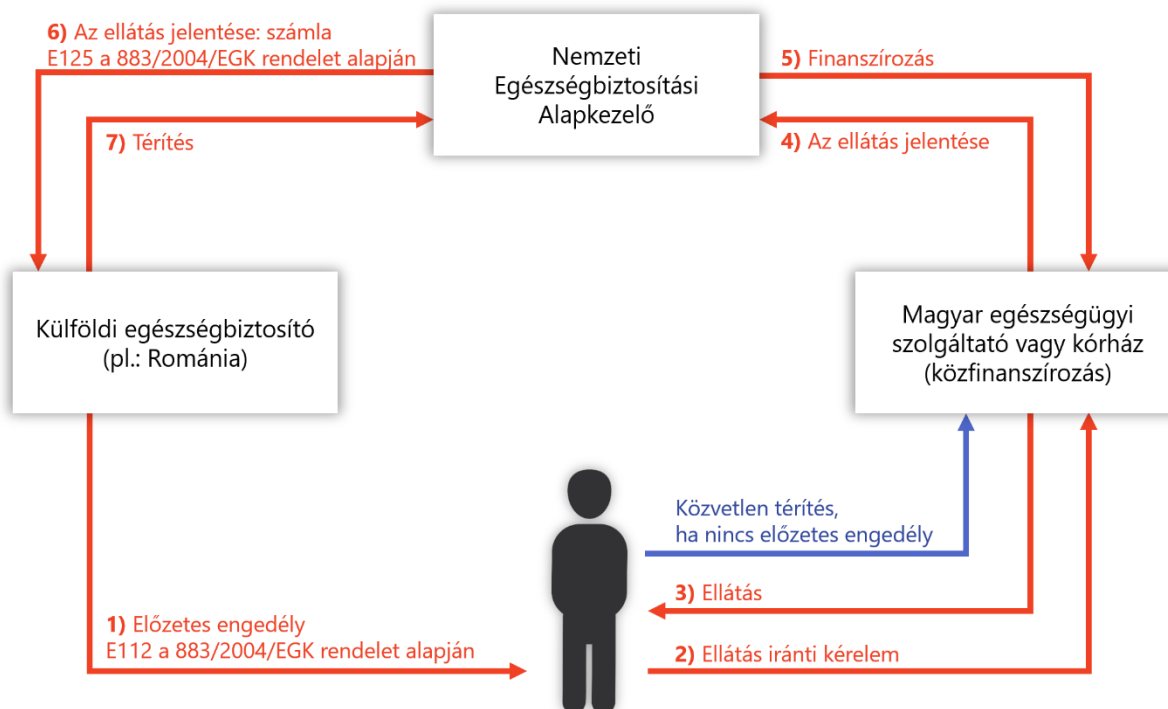 6) Az ellátás jelentése: számla
E125 a 883/2004/EGK rendelet alapján
Nemzeti
Egészségbiztosítási
Alapkezelő
5) Finanszírozás
7) Térítés
4) Az ellátás jelentése
Külföldi egészségbiztosító
(pl.: Románia)
Magyar egészségügyi
szolgáltató vagy kórház
(közfinanszírozás)
Közvetlen térítés,
ha nincs előzetes engedély
3) Ellátás
1) Előzetes engedély
E112 a 883/2004/EGK rendelet alapján
2) Ellátás iránti kérelem